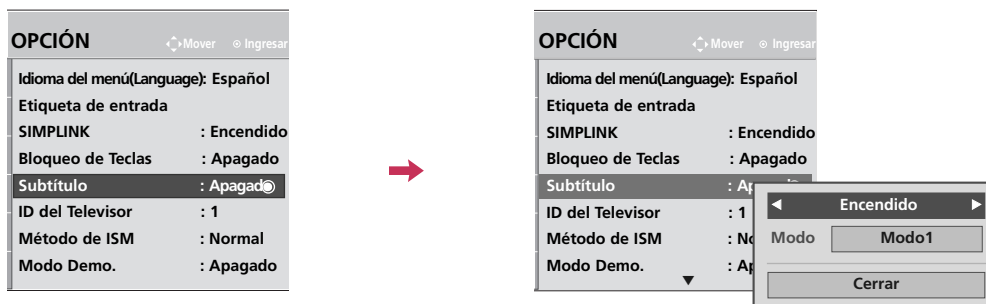 OPCIÓN Mover Ingresar
Idioma del menú(Language): Español
Etiqueta de entrada
SIMPLINK : Encendido
Bloqueo de Teclas : Apagado
Subtítulo : Apagado
ID del Televisor : 1
Método de ISM : Normal
Modo Demo. : Apagado
OPCIÓN Mover Ingresar
Idioma del menú(Language): Español
Etiqueta de entrada
SIMPLINK : Encendido
Bloqueo de Teclas : Apagado
Subtítulo : A
ID del Televisor : 1
Método de ISM : No
Modo Demo. : A
Encendido
Modo Modo1
Cerrar